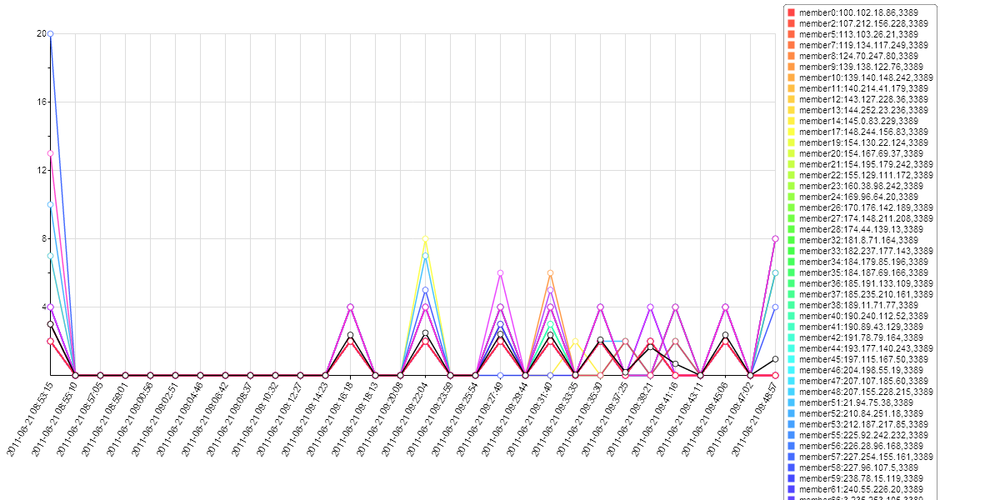 20
16
12
8
4
2011-06-21 08:53:15
2011-06-21 08:55:10
2011-06-21 08:57:05
2011-06-21 08:59:01
2011-06-21 09:00:56
2011-06-21 09:02:51
2011-06-21 09:04:46
2011-06-21 09:06:42
2011-06-21 09:08:37
2011-06-21 09:10:32
2011-06-21 09:12:27
2011-06-21 09:14:23
2011-06-21 09:16:18
2011-06-21 09:18:13
2011-06-21 09:20:08
2011-06-21 09:22:04
2011-06-21 09:23:59
2011-06-21 09:25:54
2011-06-21 09:27:49
2011-06-21 09:29:44
2011-06-21 09:31:40
2011-06-21 09:33:35
2011-06-21 09:35:30
2011-06-21 09:37:25
2011-06-21 09:39:21
2011-06-21 09:41:16
2011-06-21 09:43:11
2011-06-21 09:45:06
2011-06-21 09:47:02
2011-06-21 09:48:57
member0:100.102.18.86,3389
member2:107.212.156.228,3389
member5:113.103.26.21,3389
member7:119.134.117.249,3389
member8:124.70.247.80,3389
member9:139.138.122.76,3389
member10:139.140.148.242,3389
member11:140.214.41.179,3389
member12:143.127.228.36,3389
member13:144.252.23.236,3389
member14:145.0.83.229,3389
member17:148.244.156.83,3389
member19:154.130.22.124,3389
member20:154.167.69.37,3389
member21:154.195.179.242,3389
member22:155.129.111.172,3389
member23:160.38.98.242,3389
member24:169.96.64.20,3389
member26:170.176.142.189,3389
member27:174.148.211.208,3389
member28:174.44.139.13,3389
member32:181.8.71.164,3389
member33:182.237.177.143,3389
member34:184.179.85.196,3389
member35:184.187.69.166,3389
member36:185.191.133.109,3389
member37:185.235.210.161,3389
member38:189.11.71.77,3389
member40:190.240.112.52,3389
member41:190.89.43.129,3389
member42:191.78.79.164,3389
member44:193.177.140.243,3389
member45:197.115.167.50,3389
member46:204.198.55.19,3389
member47:207.107.185.60,3389
member48:207.155.228.215,3389
member51:21.94.75.38,3389
member52:210.84.251.18,3389
member53:212.187.217.85,3389
member55:225.92.242.232,3389
member56:226.28.96.168,3389
member57:227.254.155.161,3389
member58:227.96.107.5,3389
member59:238.78.15.119,3389
member61:240.55.226.20,3389